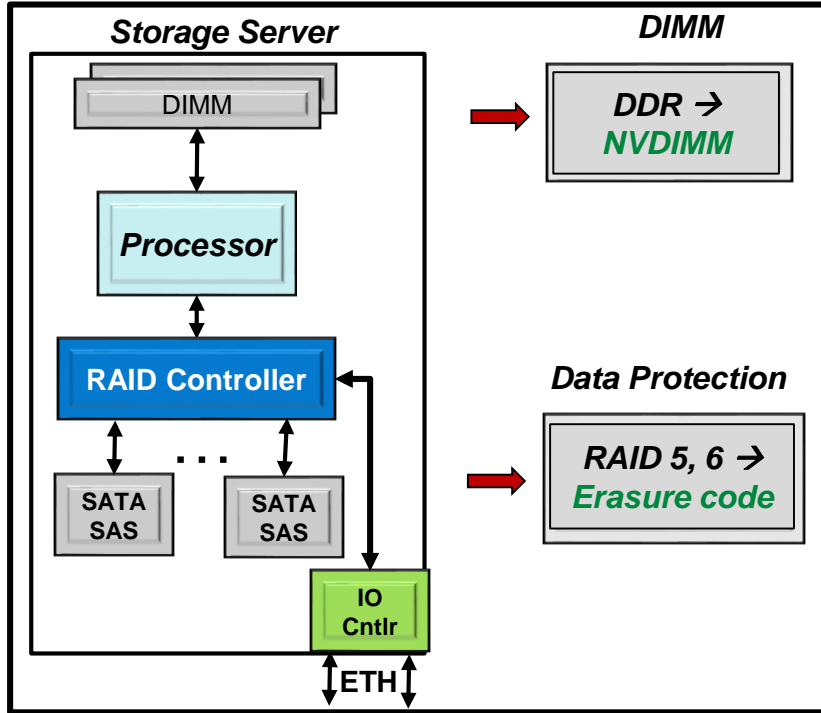 Storage Server
DIMM
DIMM
DDR →
NVDIMM
Processor
RAID Controller
Data Protection
. . .
SATA
SAS
SATA
SAS
RAID 5, 6 →
Erasure code
IO
Cntlr
ETH